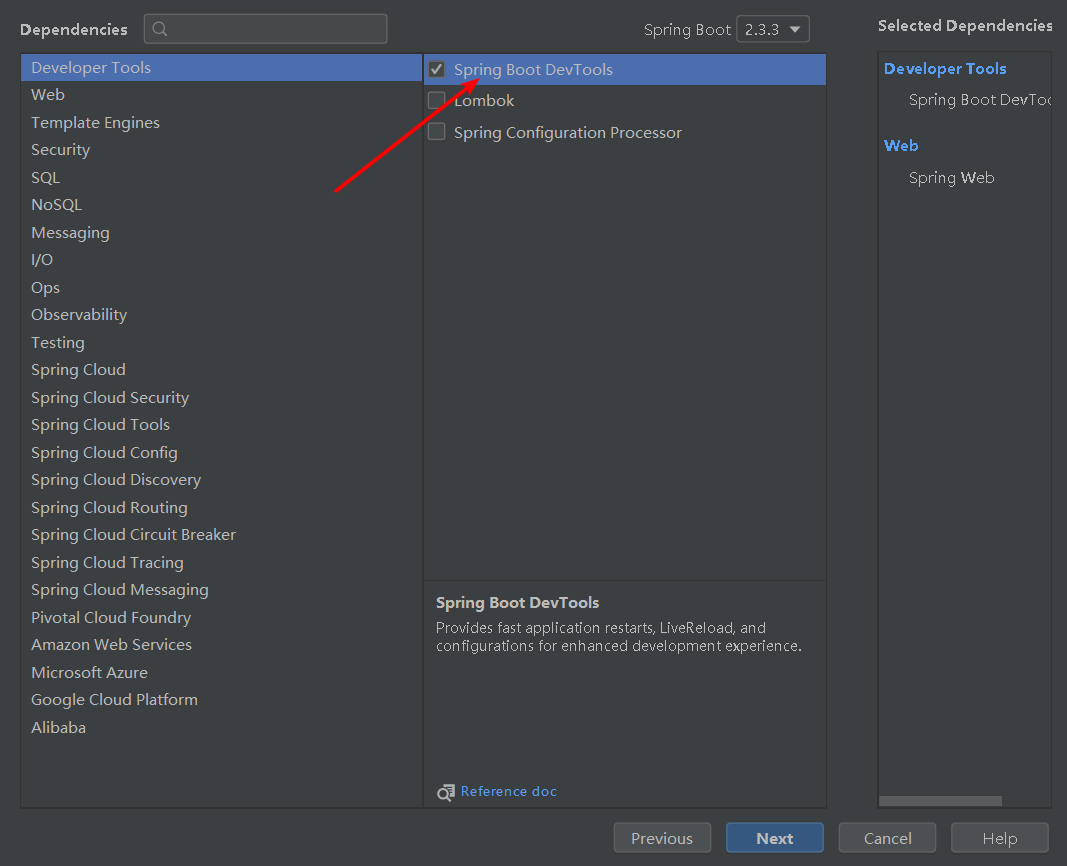 Dependencies
Spring Boot 2.3.3
Selected Dependencies
Developer Tools
Web
Template Engines
Security
SQL
NoSQL
Messaging
I/O
Ops
Observability
Testing
Spring Cloud
Spring Cloud Security
Spring Cloud Tools
Spring Cloud Config
Spring Cloud Discovery
Spring Cloud Routing
Spring Cloud Circuit Breaker
Spring Cloud Tracing
Spring Cloud Messaging
Pivotal Cloud Foundry
Amazon Web Services
Microsoft Azure
Google Cloud Platform
Alibaba
Spring Boot DevTools
Lombok
Spring Configuration Processor
Spring Boot DevTools
Provides fast application restarts, LiveReload, and
configurations for enhanced development experience.
Reference doc
Developer Tools
Spring Boot DevToo
Web
Spring Web
Previous
Next
Cancel
Help